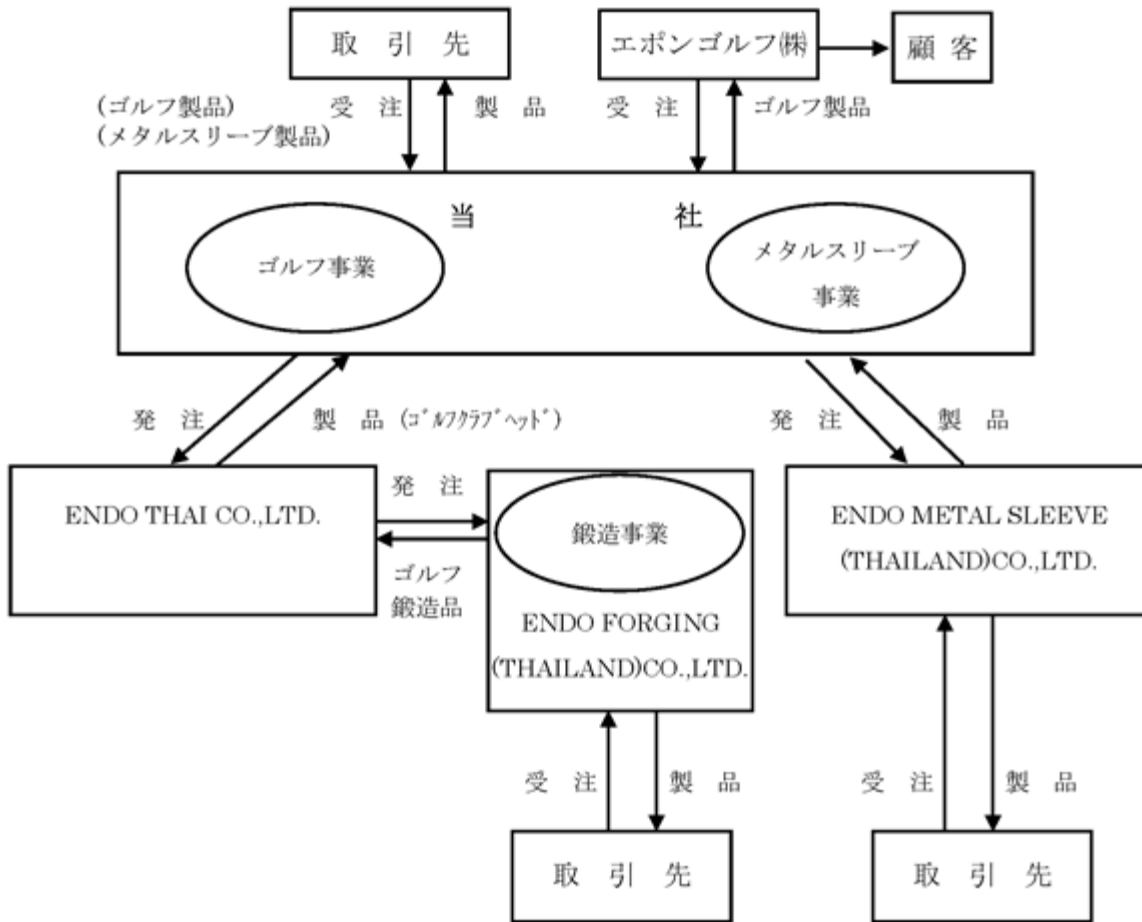 取 引 先
エポンゴルフ㈱
顧 客
(ゴルフ製品)
(メタルスリーブ製品)
受 注
製 品
受 注
ゴルフ製品
当 社
ゴルフ事業
メタルスリーブ
事業
発 注
製 品 (ｺﾞﾙﾌｸﾗﾌﾞﾍｯﾄﾞ)
発 注
製 品
ENDO THAI CO.,LTD.
発 注
ゴルフ
鍛造品
鍛造事業
ENDO FORGING
(THAILAND)CO.,LTD.
ENDO METAL SLEEVE
(THAILAND)CO.,LTD.
受 注
製 品
受 注
製 品
取 引 先
取 引 先